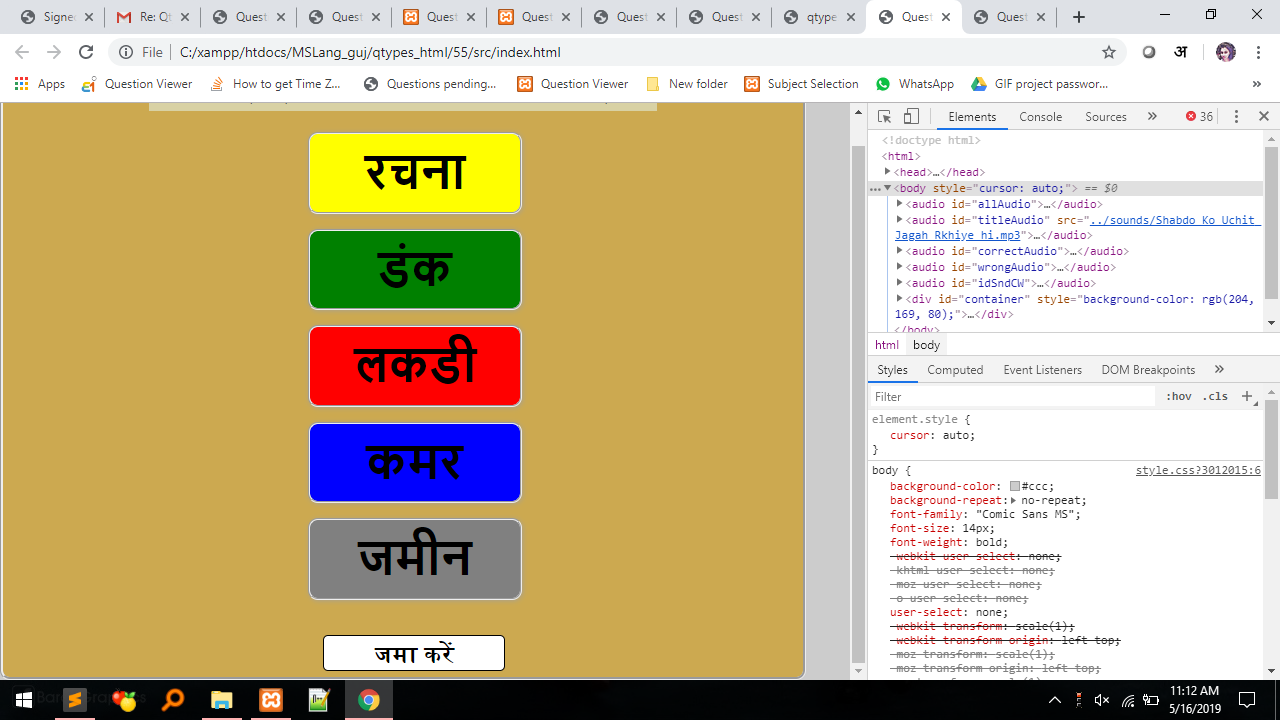 Signe
Re: Qt
Quest
Quest
Quest
Quest
Quest
Quest
qtype
Quest
Quest
File
C:/xampp/htdocs/MSLang_guj/qtypes_html/55/src/index.html
अ
Apps
Question Viewer
How to get Time Z...
Questions pending...
Question Viewer
New folder
Subject Selection
WhatsApp
GIF project passwor...
»
रचना
डंक
लकडी
कमर
जमीन
जमा करें
Elements Console Sources » 36
<!doctype html>
<html>
<head>…</head>
<body style="cursor: auto;"> == $0
<audio id="allAudio">…</audio>
<audio id="titleAudio" src="../sounds/Shabdo Ko Uchit
Jagah Rkhiye hi.mp3">…</audio>
<audio id="correctAudio">…</audio>
<audio id="wrongAudio">…</audio>
<audio id="idSndCW">…</audio>
<div id="container" style="background-color: rgb(204,
169, 80);">…</div>
</body>
html body
Styles Computed Event Listeners DOM Breakpoints »
Filter :hov .cls +
element.style {
cursor: auto;
}
body { style.css?3012015:6
background-color: #ccc;
background-repeat: no-repeat;
font-family: "Comic Sans MS";
font-size: 14px;
font-weight: bold;
-webkit-user-select: none;
-khtml-user-select: none;
-moz-user-select: none;
-o-user-select: none;
user-select: none;
-webkit-transform: scale(1);
-webkit-transform-origin: left top;
-moz-transform: scale(1);
-moz-transform-origin: left top;
11:12 AM
5/16/2019